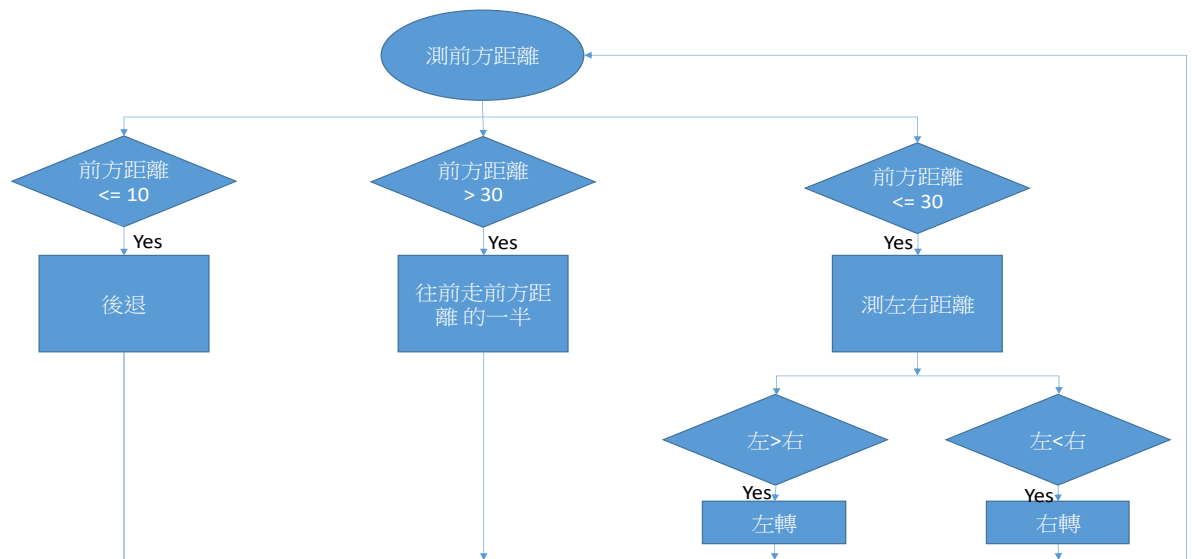 測前方距離
前方距離
<= 10
前方距離
> 30
前方距離
<= 30
Yes
Yes
Yes
後退
往前走前方距
離 的一半
測左右距離
左>右
左<右
Yes
Yes
左轉
右轉